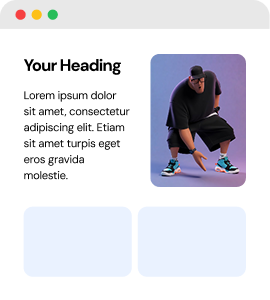 Your Heading
Lorem ipsum dolor
sit amet, consectetur
adipiscing elit. Etiam
sit amet turpis eget
eros gravida
molestie.